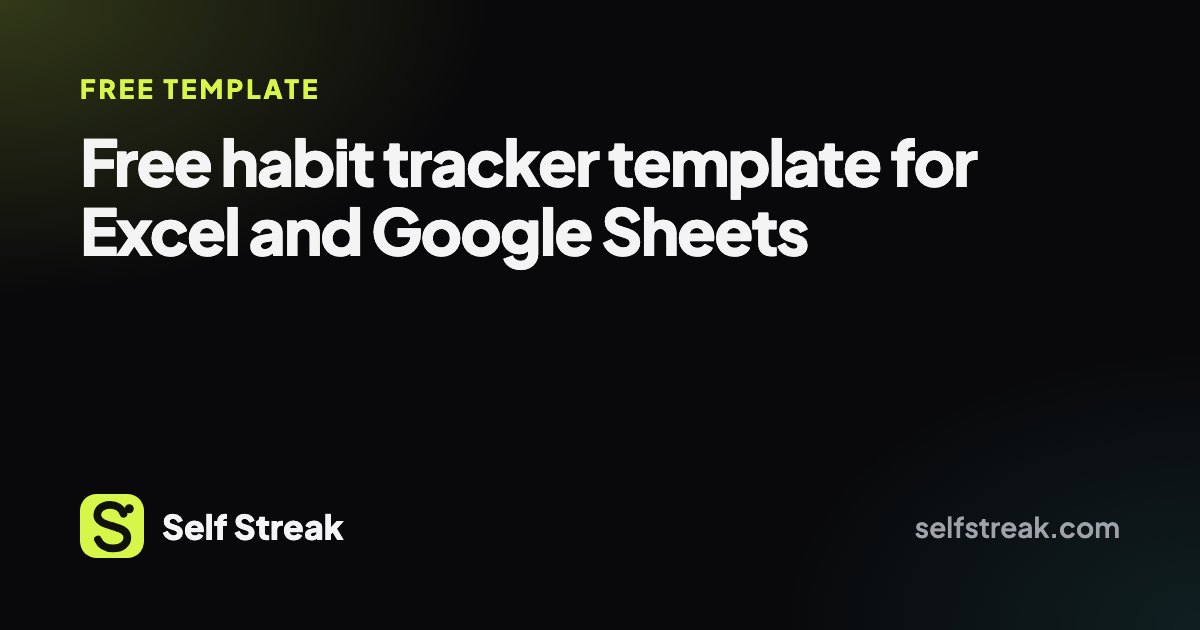 FREE TEMPLATE
Free habit tracker template for
Excel and Google Sheets
S
Self Streak
selfstreak.com